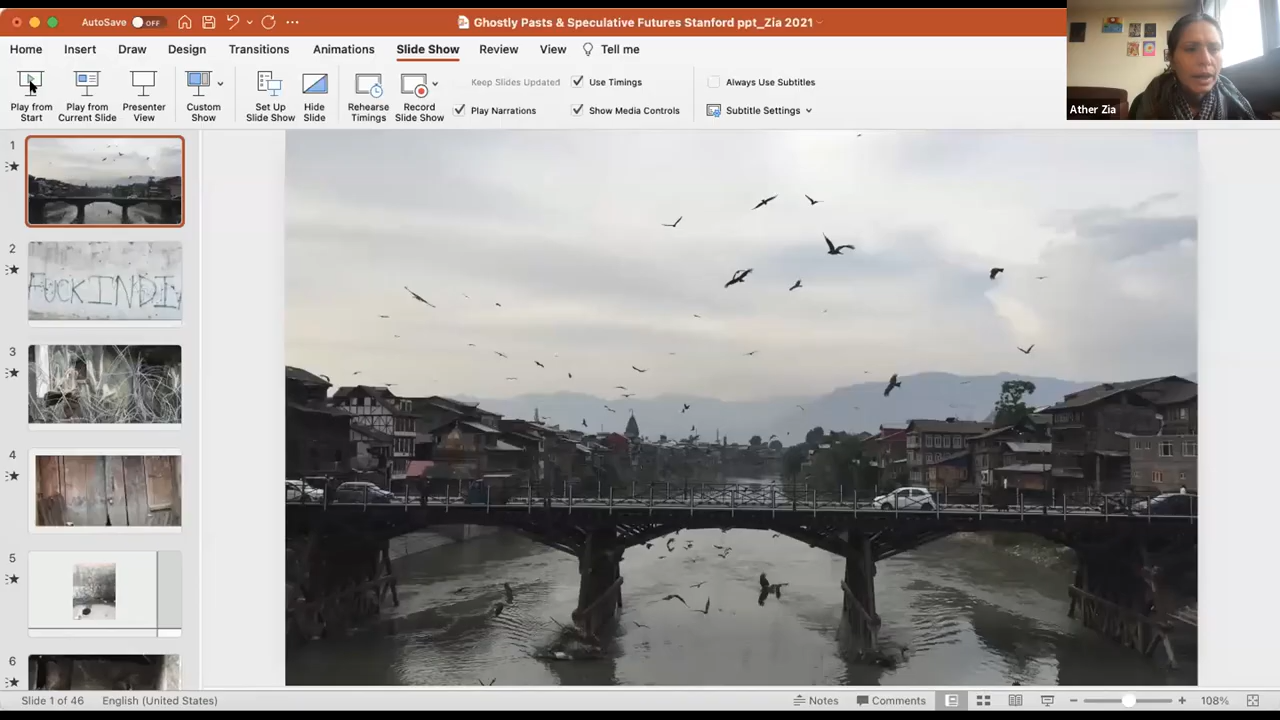 AutoSave OFF
Ghostly Pasts & Speculative Futures Stanford ppt_Zia 2021
Home Insert Draw Design Transitions Animations Slide Show Review View Tell me
Play from Start
Play from Current Slide
Presenter View
Custom Show
Set Up Slide Show
Hide Slide
Rehearse Timings
Record Slide Show
Keep Slides Updated
Play Narrations
Use Timings
Show Media Controls
Always Use Subtitles
Subtitle Settings
Ather Zia
1
2
FUCK INDI
3
4
5
6
Slide 1 of 46 English (United States) Notes Comments 108%